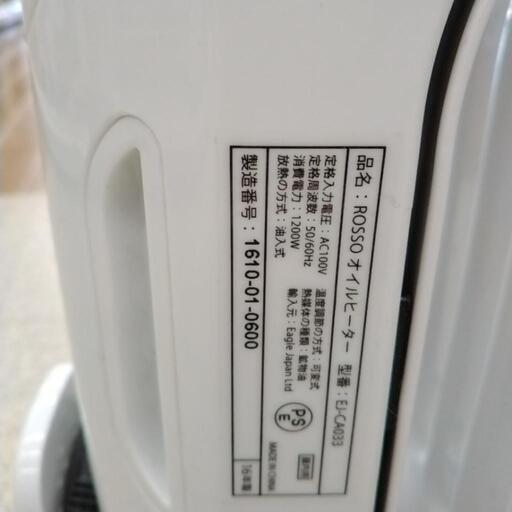 品名：ROSSO オイルヒーター 型番：EJ-CA033
定格入力電圧：AC100V 温度調節の方式：可変式
定格周波数：50/60Hz 熱媒体の種類：鉱物油
消費電力：1200W 輸入元：Eagle Japan Ltd
放熱の方式：油入式
製造番号：1610-01-0600
PS
E
屋内用
MADE IN CHINA
16年製